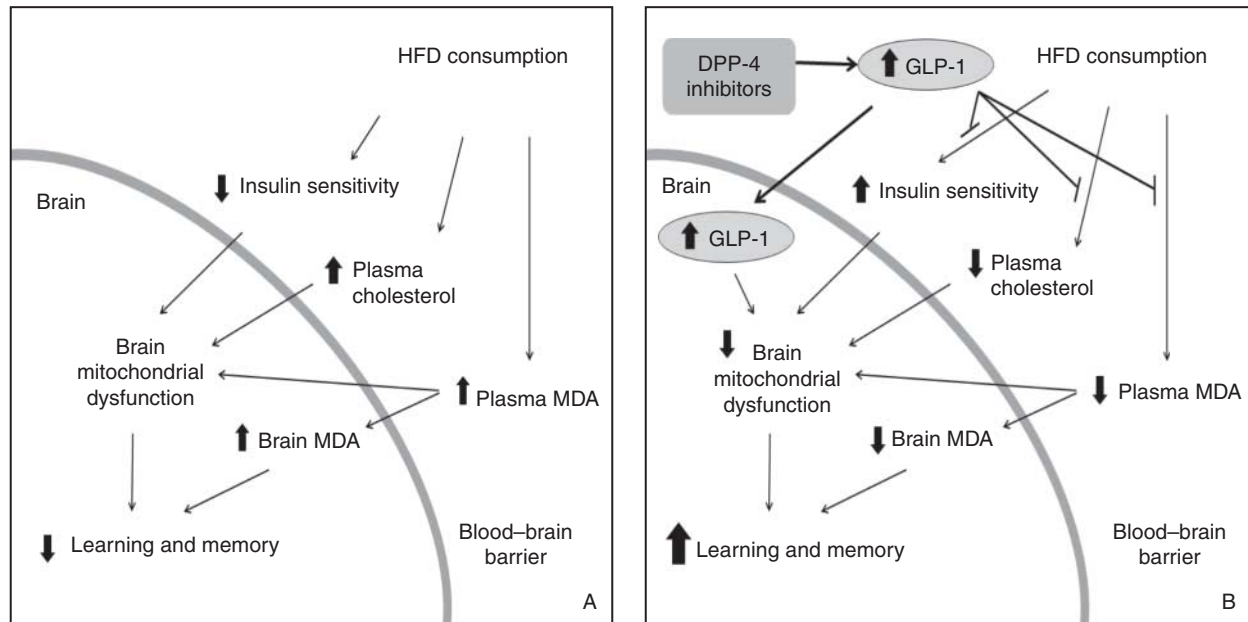 HFD consumption
Insulin sensitivity
Brain
Plasma
cholesterol
Brain
mitochondrial
dysfunction
Plasma MDA
Brain MDA
Learning and memory
Blood–brain
barrier
A
DPP-4
inhibitors
GLP-1
HFD consumption
Brain
Insulin sensitivity
GLP-1
Plasma
cholesterol
Brain
mitochondrial
dysfunction
Plasma MDA
Brain MDA
Learning and memory
Blood–brain
barrier
B